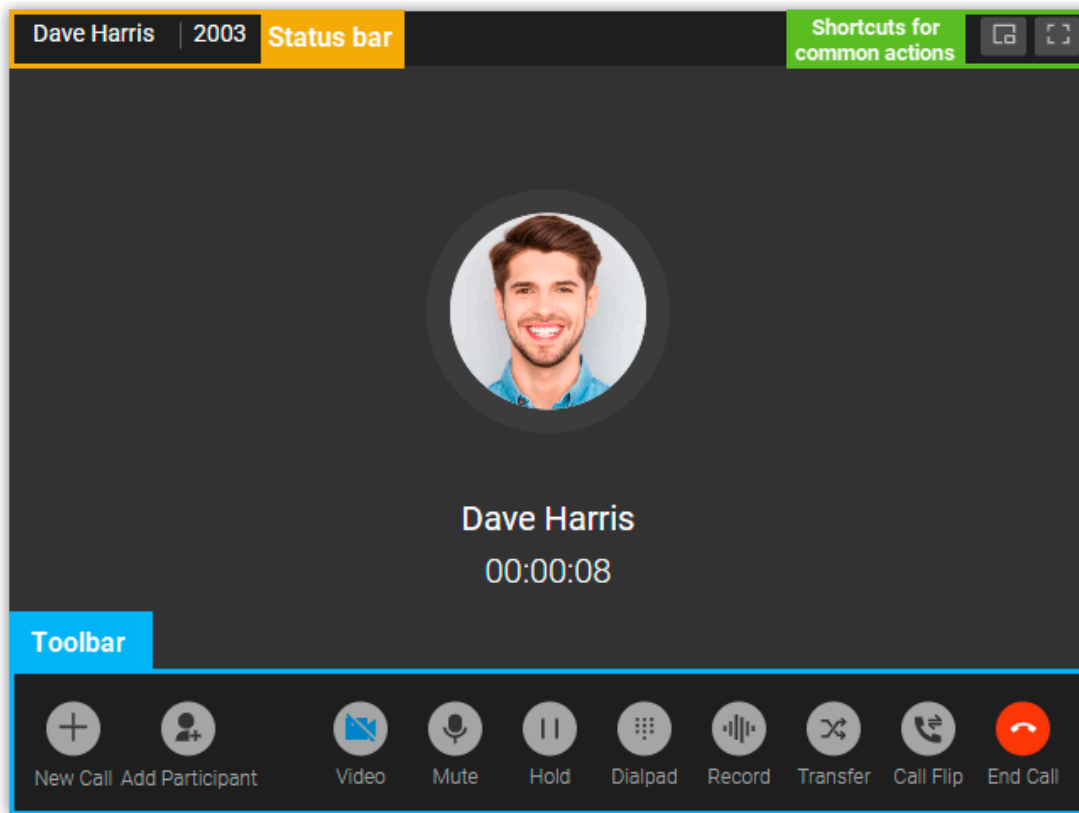 Dave Harris | 2003
Status bar
Shortcuts for
common actions
Dave Harris
00:00:08
Toolbar
New Call
Add Participant
Video
Mute
Hold
Dialpad
Record
Transfer
Call Flip
End Call